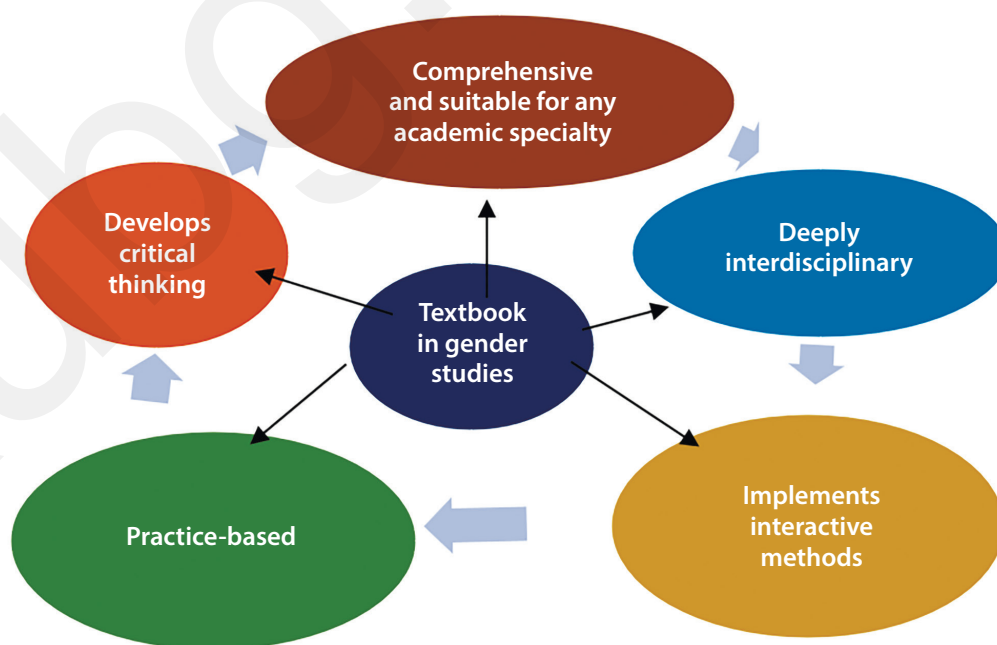 Comprehensive
and suitable for any
academic specialty
Develops
critical
thinking
Deeply
interdisciplinary
Textbook
in gender
studies
Practice-based
Implements
interactive
methods